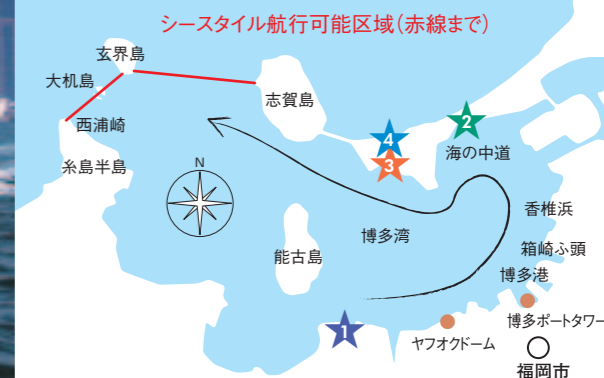 シースタイル航行可能区域(赤線まで)
玄界島
大机島
志賀島
西浦崎
糸島半島
N
4
3
2
海の中道
香椎浜
箱崎ふ頭
博多湾
能古島
博多港
1
博多ポートタワー
ヤフオクドーム
福岡市